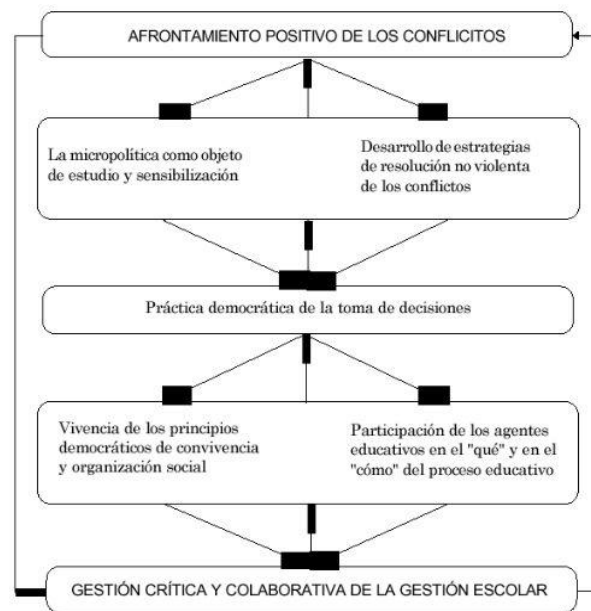 AFRONTAMIENTO POSITIVO DE LOS CONFLICITOS
La micropolítica como objeto
de estudio y sensibilización
Desarrollo de estrategias
de resolución no violenta
de los conflictos
Práctica democrática de la toma de decisiones
Vivencia de los principios
democráticos de convivencia
y organización social
Participación de los agentes
educativos en el "qué" y en el
"cómo" del proceso educativo
GESTIÓN CRÍTICA Y COLABORATIVA DE LA GESTIÓN ESCOLAR